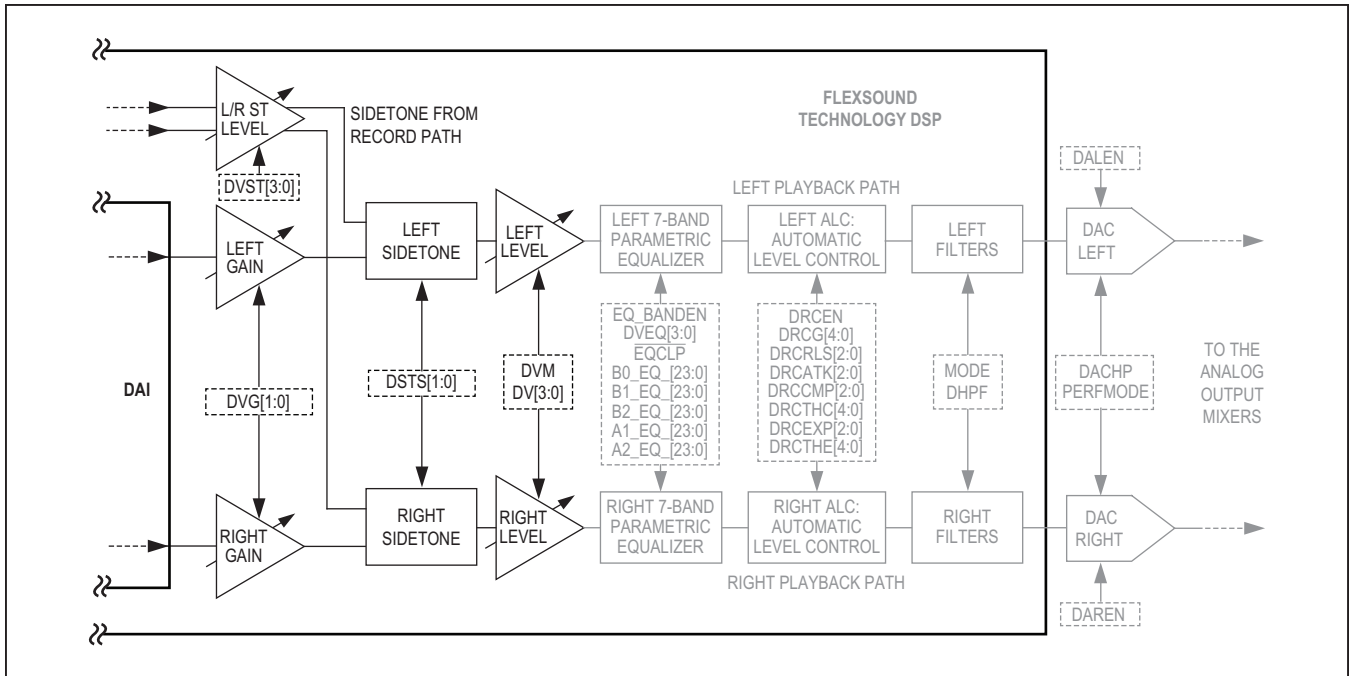 L/R ST
LEVEL
SIDETONE FROM
RECORD PATH
DVST[3:0]
FLEXSOUND
TECHNOLOGY DSP
DALEN
LEFT PLAYBACK PATH
LEFT
GAIN
LEFT
SIDETONE
LEFT
LEVEL
LEFT 7-BAND
PARAMETRIC
EQUALIZER
LEFT ALC:
AUTOMATIC
LEVEL CONTROL
LEFT
FILTERS
DAC
LEFT
DAI
DVG[1:0]
DSTS[1:0]
DVM
DV[3:0]
EQ_BANDEN
DVEQ[3:0]
EQCLP
B0_EQ_[23:0]
B1_EQ_[23:0]
B2_EQ_[23:0]
A1_EQ_[23:0]
A2_EQ_[23:0]
DRCEN
DRCG[4:0]
DRCRLS[2:0]
DRCATK[2:0]
DRCCMP[2:0]
DRCTHC[4:0]
DRCEXP[2:0]
DRCTHE[4:0]
MODE
DHPF
DACHP
PERFMODE
TO THE
ANALOG
OUTPUT
MIXERS
RIGHT
GAIN
RIGHT
SIDETONE
RIGHT
LEVEL
RIGHT 7-BAND
PARAMETRIC
EQUALIZER
RIGHT ALC:
AUTOMATIC
LEVEL CONTROL
RIGHT
FILTERS
DAC
RIGHT
RIGHT PLAYBACK PATH
DAREN